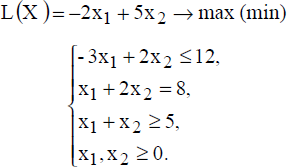 L(X)=−2x₁+5x₂→max (min)
-3x₁+2x₂≤12,
x₁+2x₂=8,
x₁+x₂≥5,
x₁,x₂≥0.